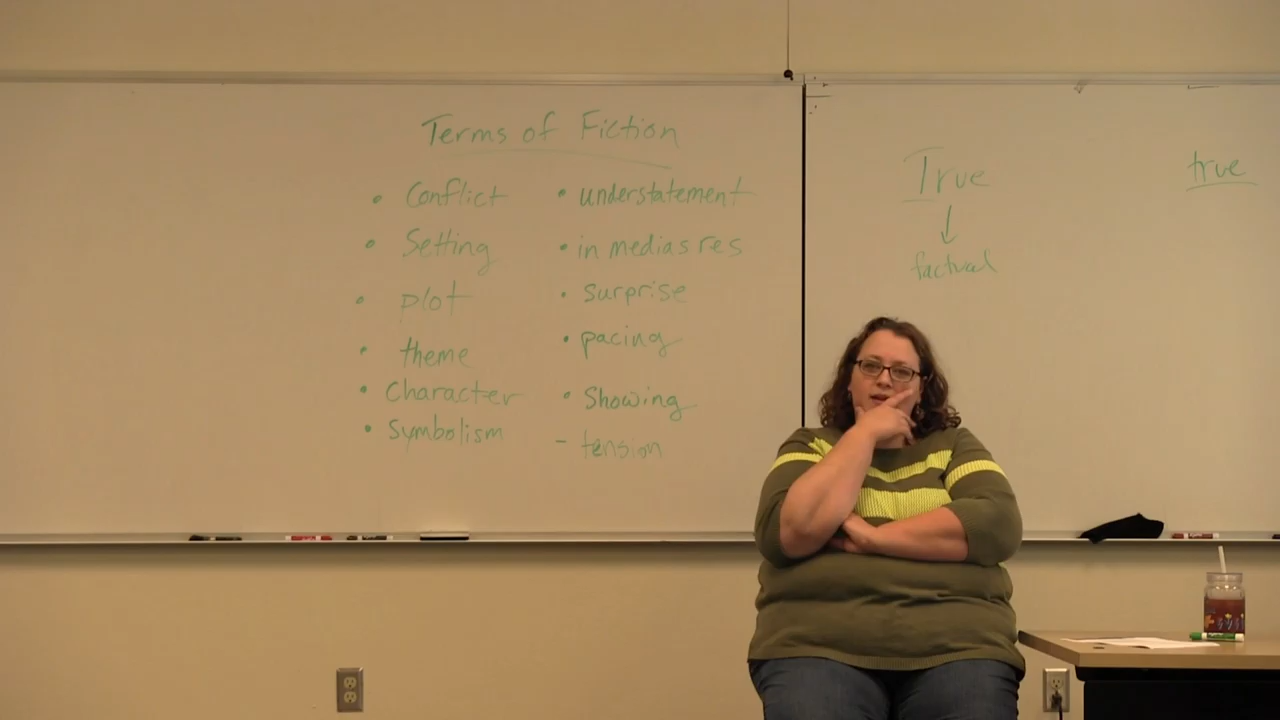 Terms of Fiction
• Conflict
• Setting
• plot
• theme
• Character
• Symbolism
• understatement
• in medias res
• Surprise
• pacing
• Showing
- tension
True
↓
factual
true